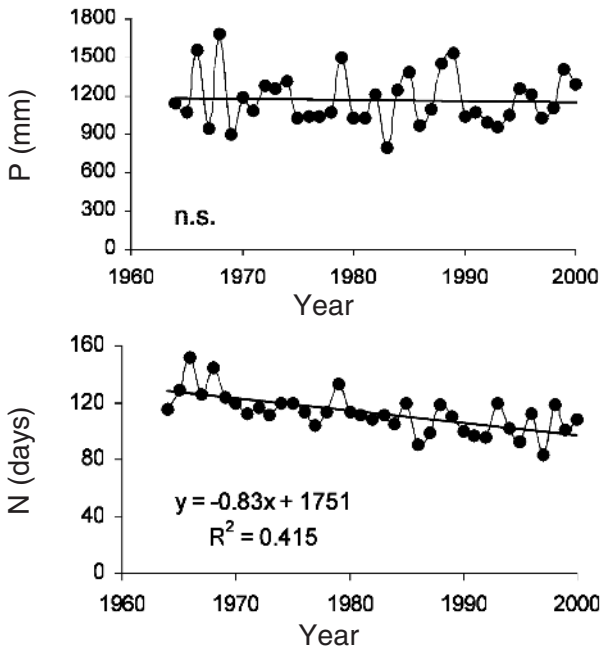 P (mm)
1800
1500
1200
900
600
300
0
n.s.
1960 1970 1980 1990 2000
Year
N (days)
160
120
80
40
0
y = -0.83x + 1751
R² = 0.415
1960 1970 1980 1990 2000
Year